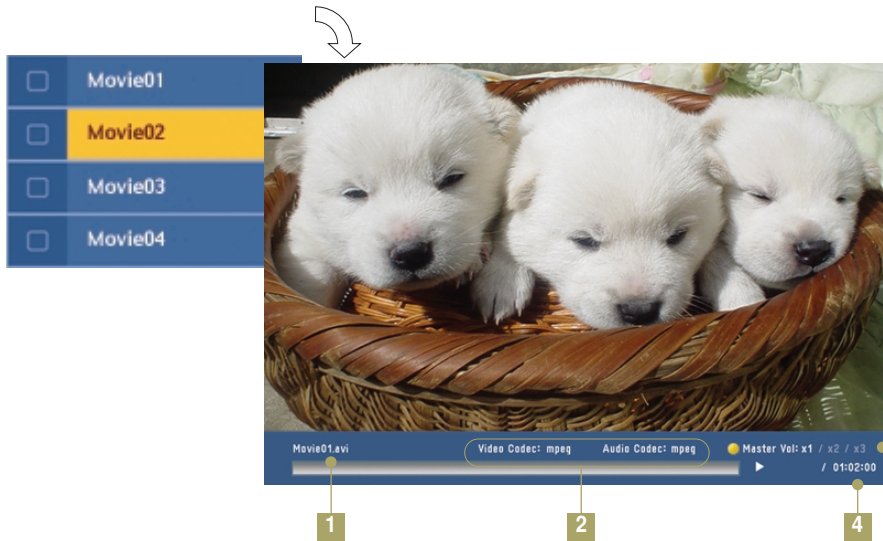 Movie01
Movie02
Movie03
Movie04
Movie01.avi
Video Codec: mpeg Audio Codec: mpeg
Master Vol: x1 / x2 / x3
/ 01:02:00
1 2 4